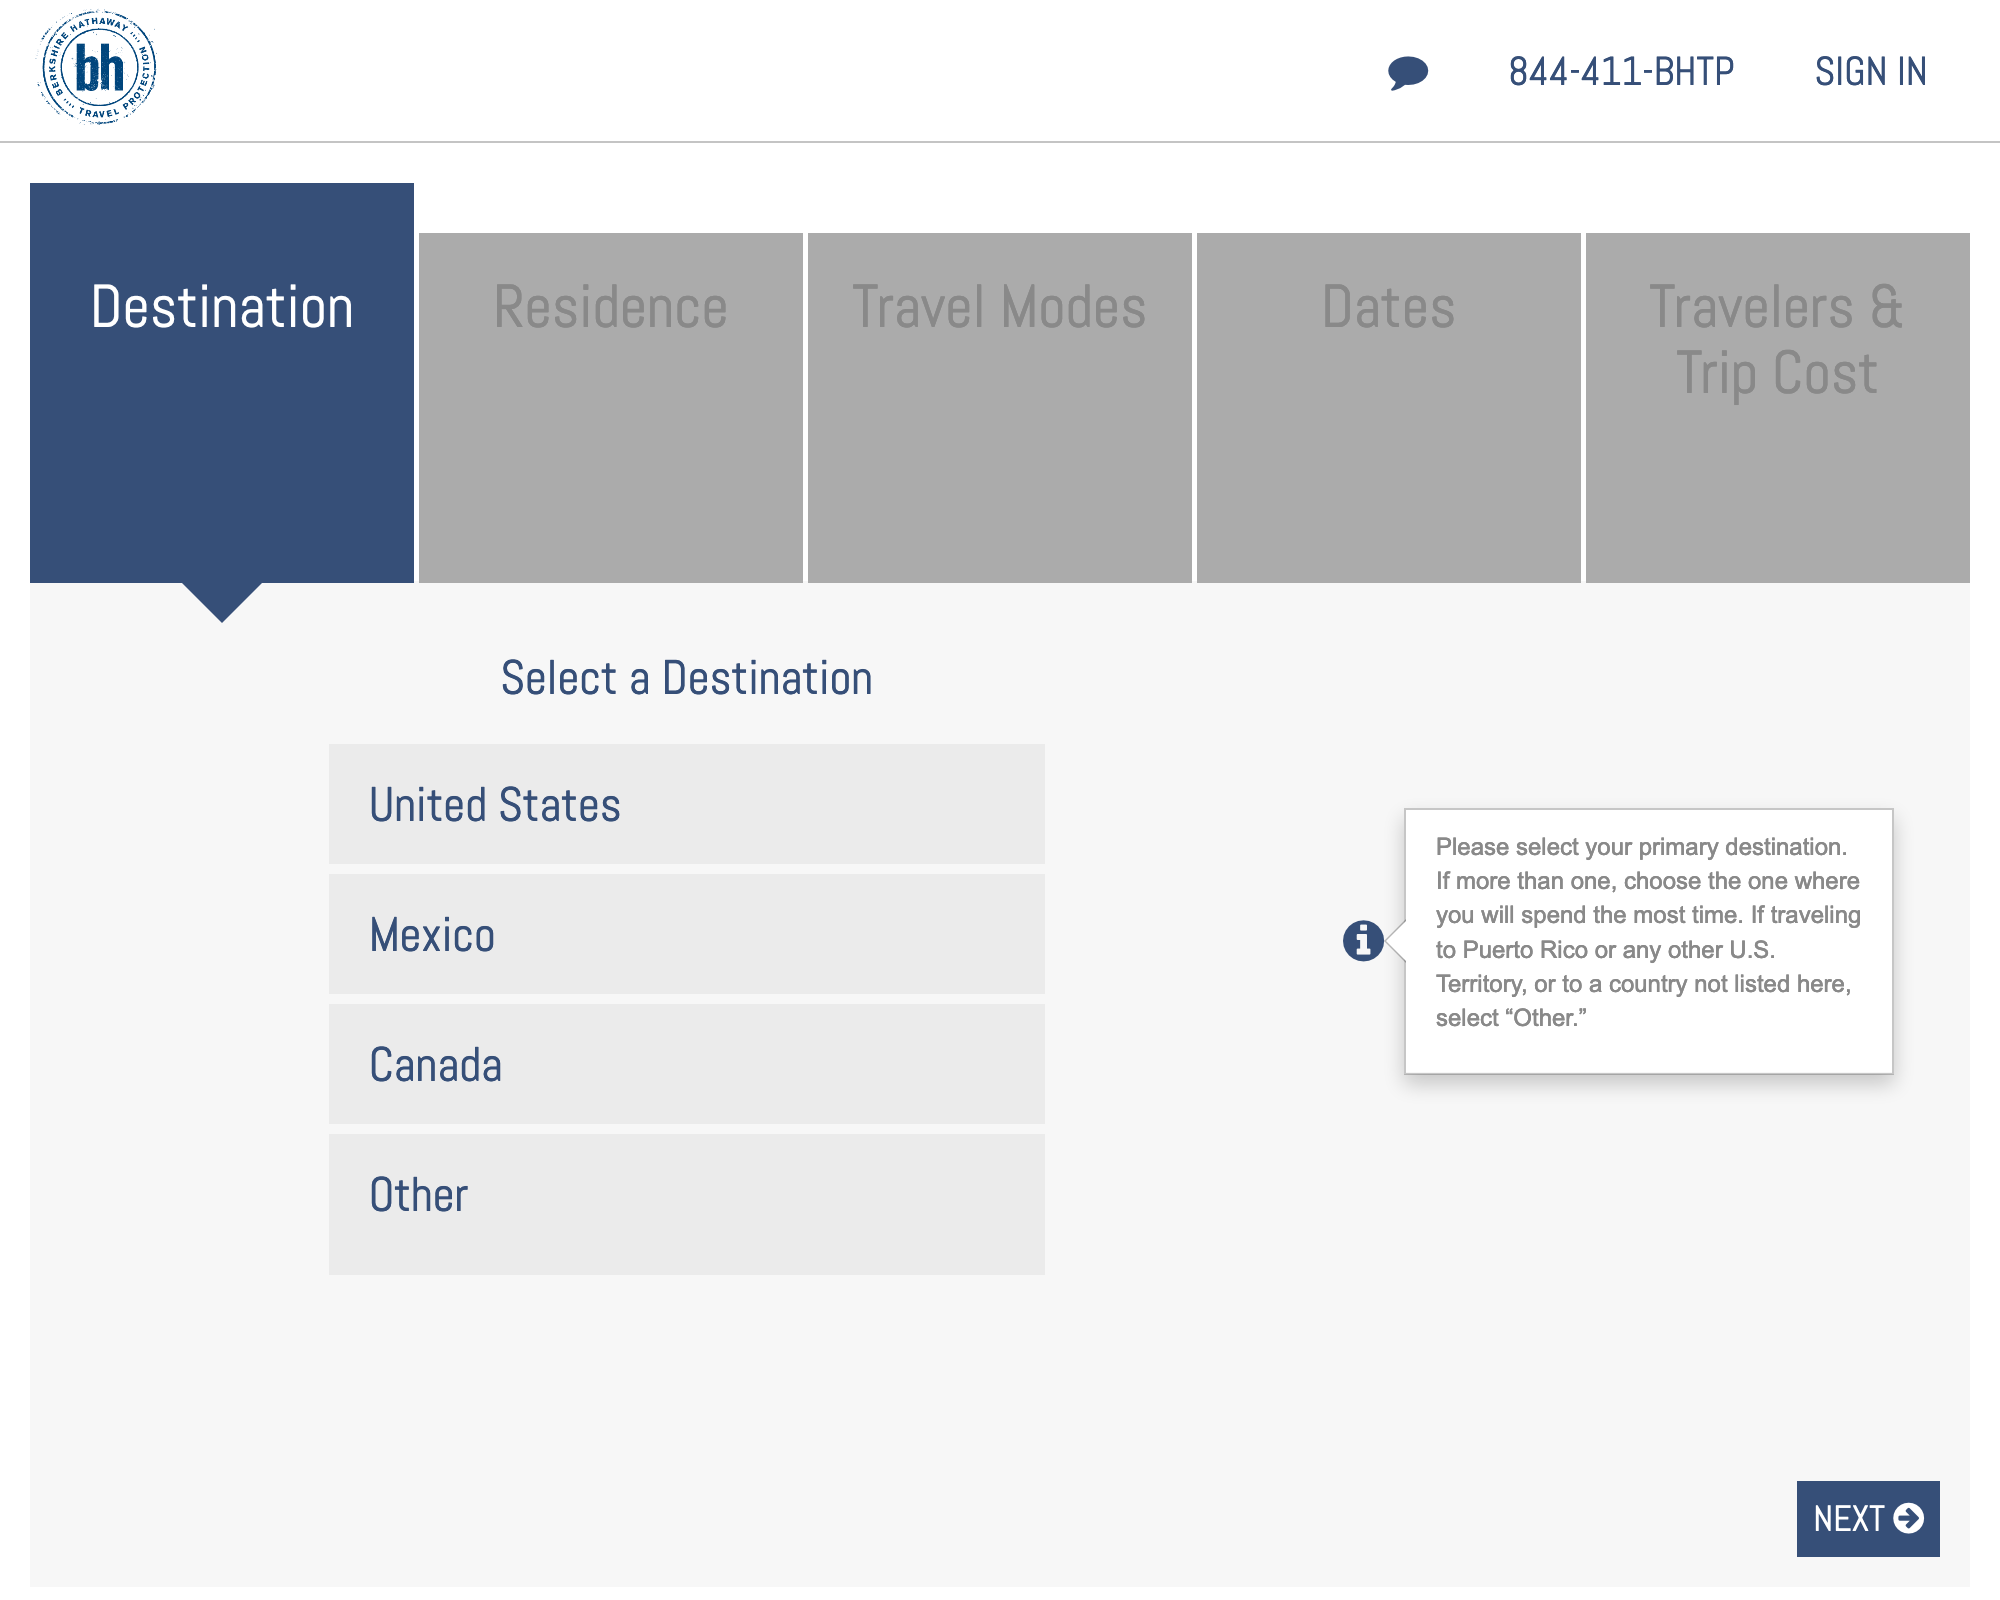 BERKSHIRE HATHAWAY
bh
TRAVEL PROTECTION
844-411-BHTP
SIGN IN
Destination
Residence
Travel Modes
Dates
Travelers &
Trip Cost
Select a Destination
United States
Mexico
Canada
Other
Please select your primary destination.
If more than one, choose the one where
you will spend the most time. If traveling
to Puerto Rico or any other U.S.
Territory, or to a country not listed here,
select “Other.”
NEXT